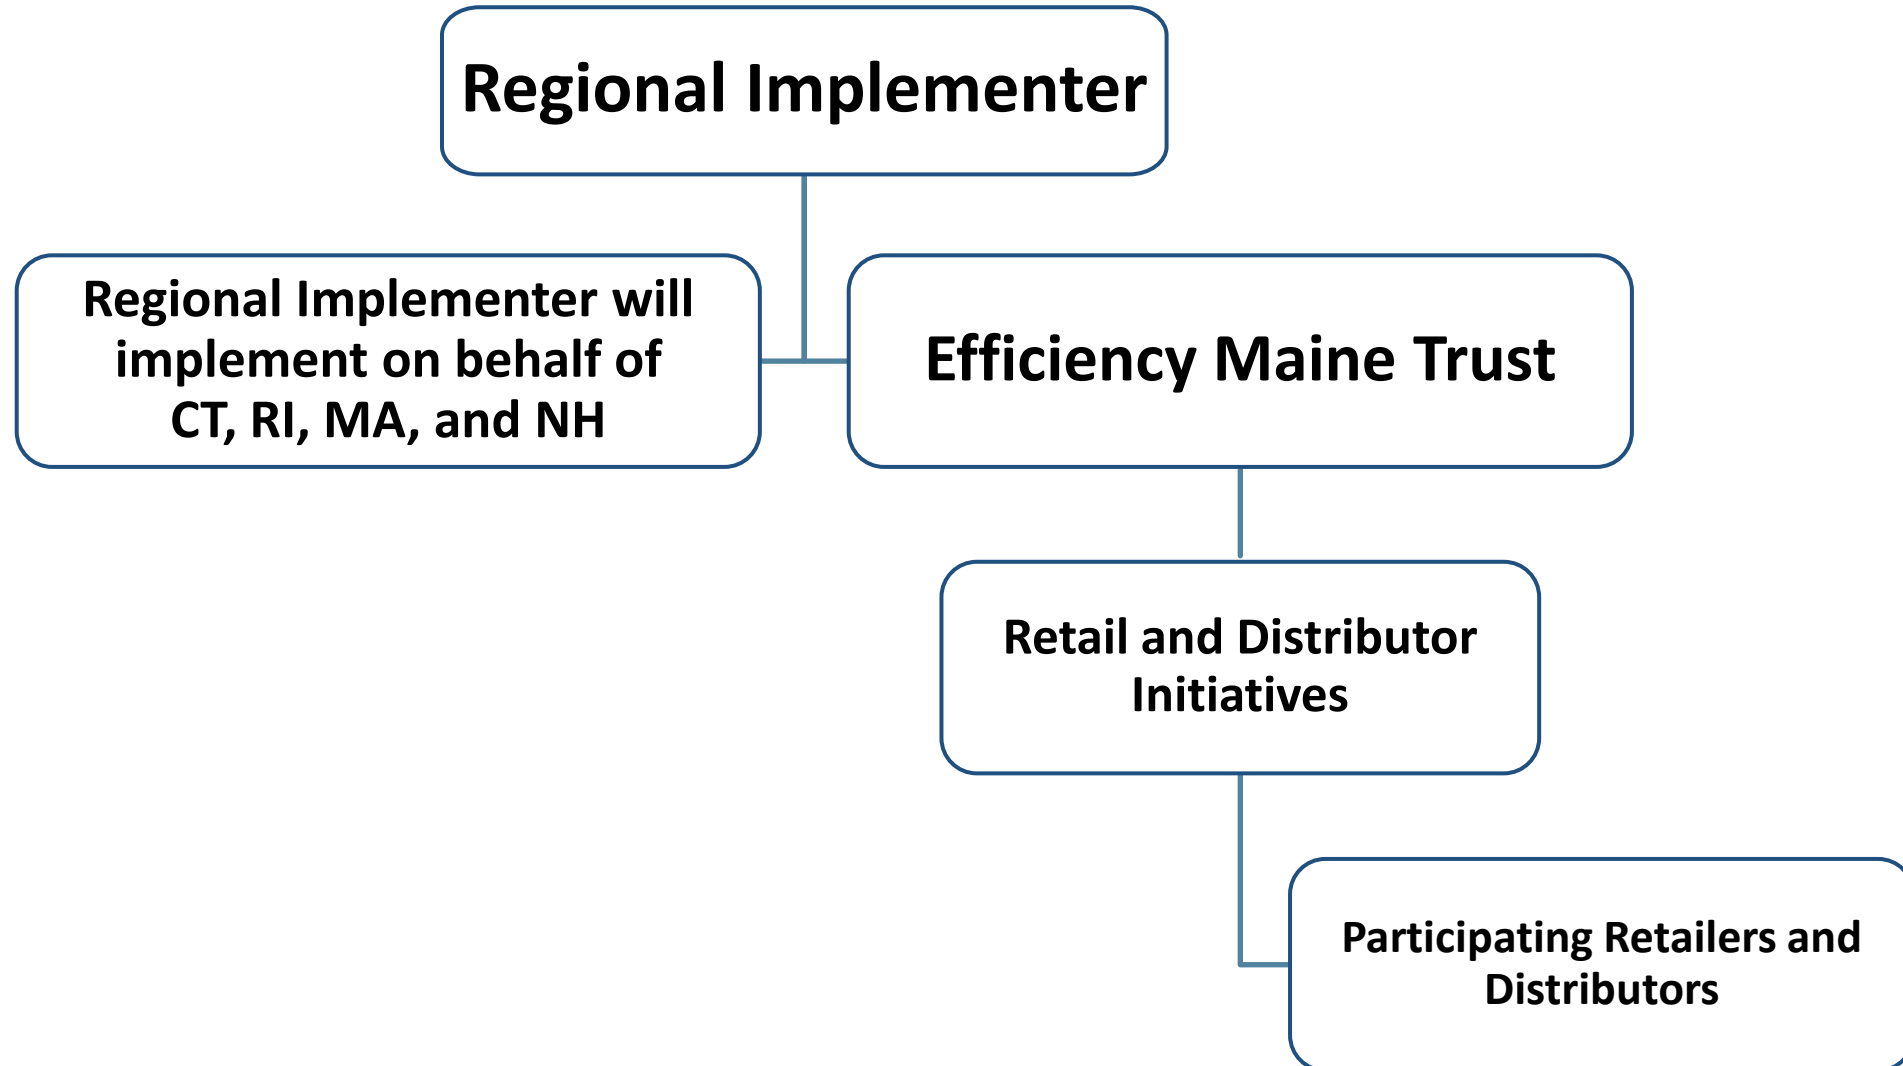 Regional Implementer
Regional Implementer will
implement on behalf of
CT, RI, MA, and NH
Efficiency Maine Trust
Retail and Distributor
Initiatives
Participating Retailers and
Distributors